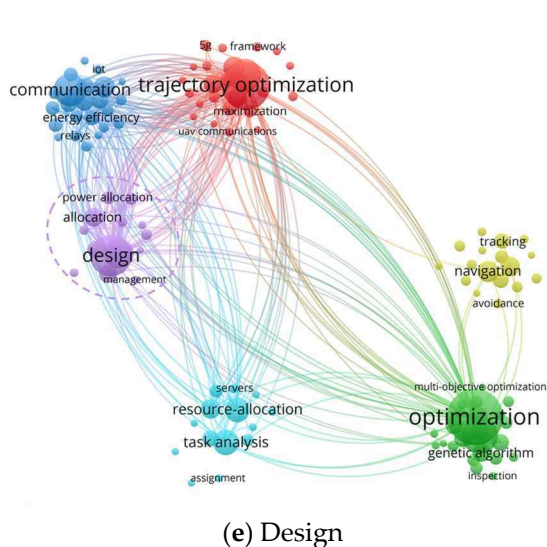 5g
framework
iot
trajectory optimization
communication
maximization
energy efficiency
uav communications
relays
power allocation
allocation
tracking
design
navigation
management
avoidance
servers
multi-objective optimization
resource-allocation
optimization
task analysis
genetic algorithm
assignment
inspection
(e) Design